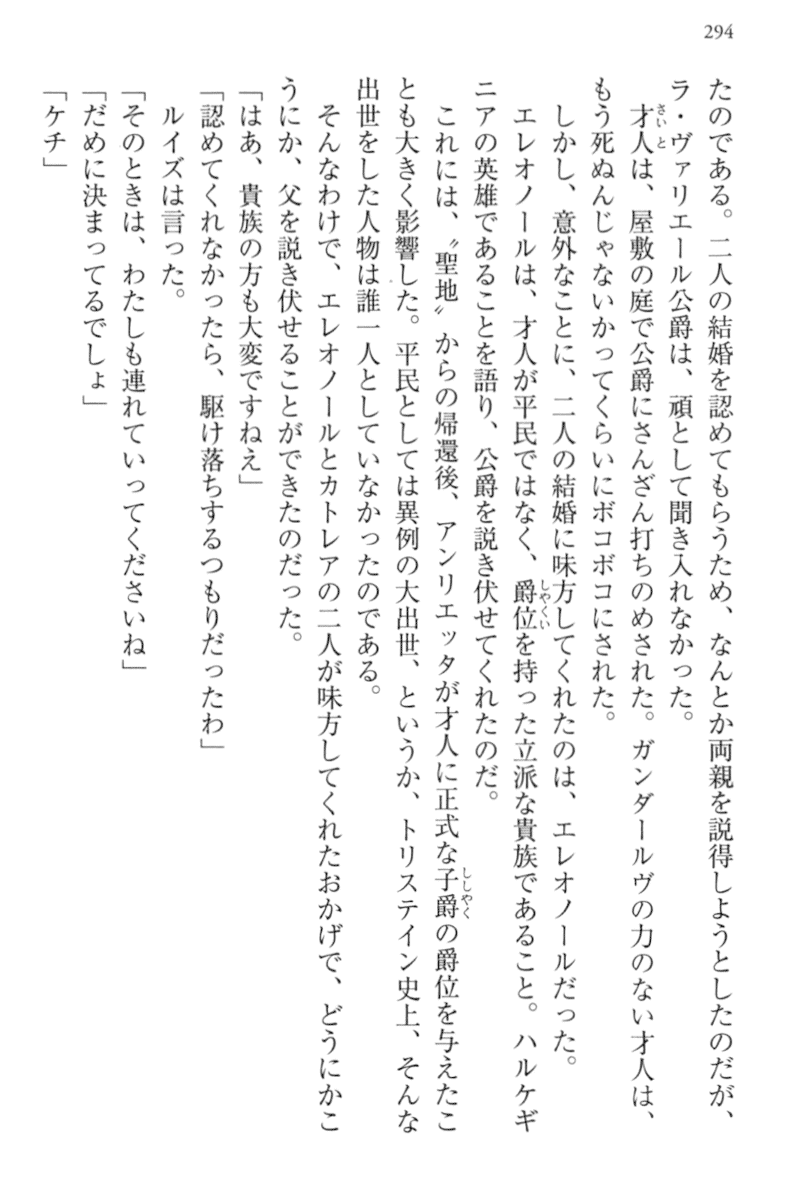 294
たのである。二人の結婚を認めてもらうため、なんとか両親を説得しようとしたのだが、
ラ・ヴァリエール公爵は、頑として聞き入れなかった。
才人は、屋敷の庭で公爵にさんざん打ちのめされた。ガンダールヴの力のない才人は、
もう死ぬんじゃないかってくらいにボコボコにされた。
しかし、意外なことに、二人の結婚に味方してくれたのは、エレオノールだった。
エレオノールは、才人が平民ではなく、爵位を持った立派な貴族であること。ハルケギ
ニアの英雄であることを語り、公爵を説き伏せてくれたのだ。
これには、〝聖地〟からの帰還後、アンリエッタが才人に正式な子爵の爵位を与えたこ
とも大きく影響した。平民としては異例の大出世、というか、トリステイン史上、そんな
出世をした人物は誰一人としていなかったのである。
そんなわけで、エレオノールとカトレアの二人が味方してくれたおかげで、どうにかこ
うにか、父を説き伏せることができたのだった。
「はあ、貴族の方も大変ですねえ」
「認めてくれなかったら、駆け落ちするつもりだったわ」
ルイズは言った。
「そのときは、わたしも連れていってくださいね」
「だめに決まってるでしょ」
「ケチ」